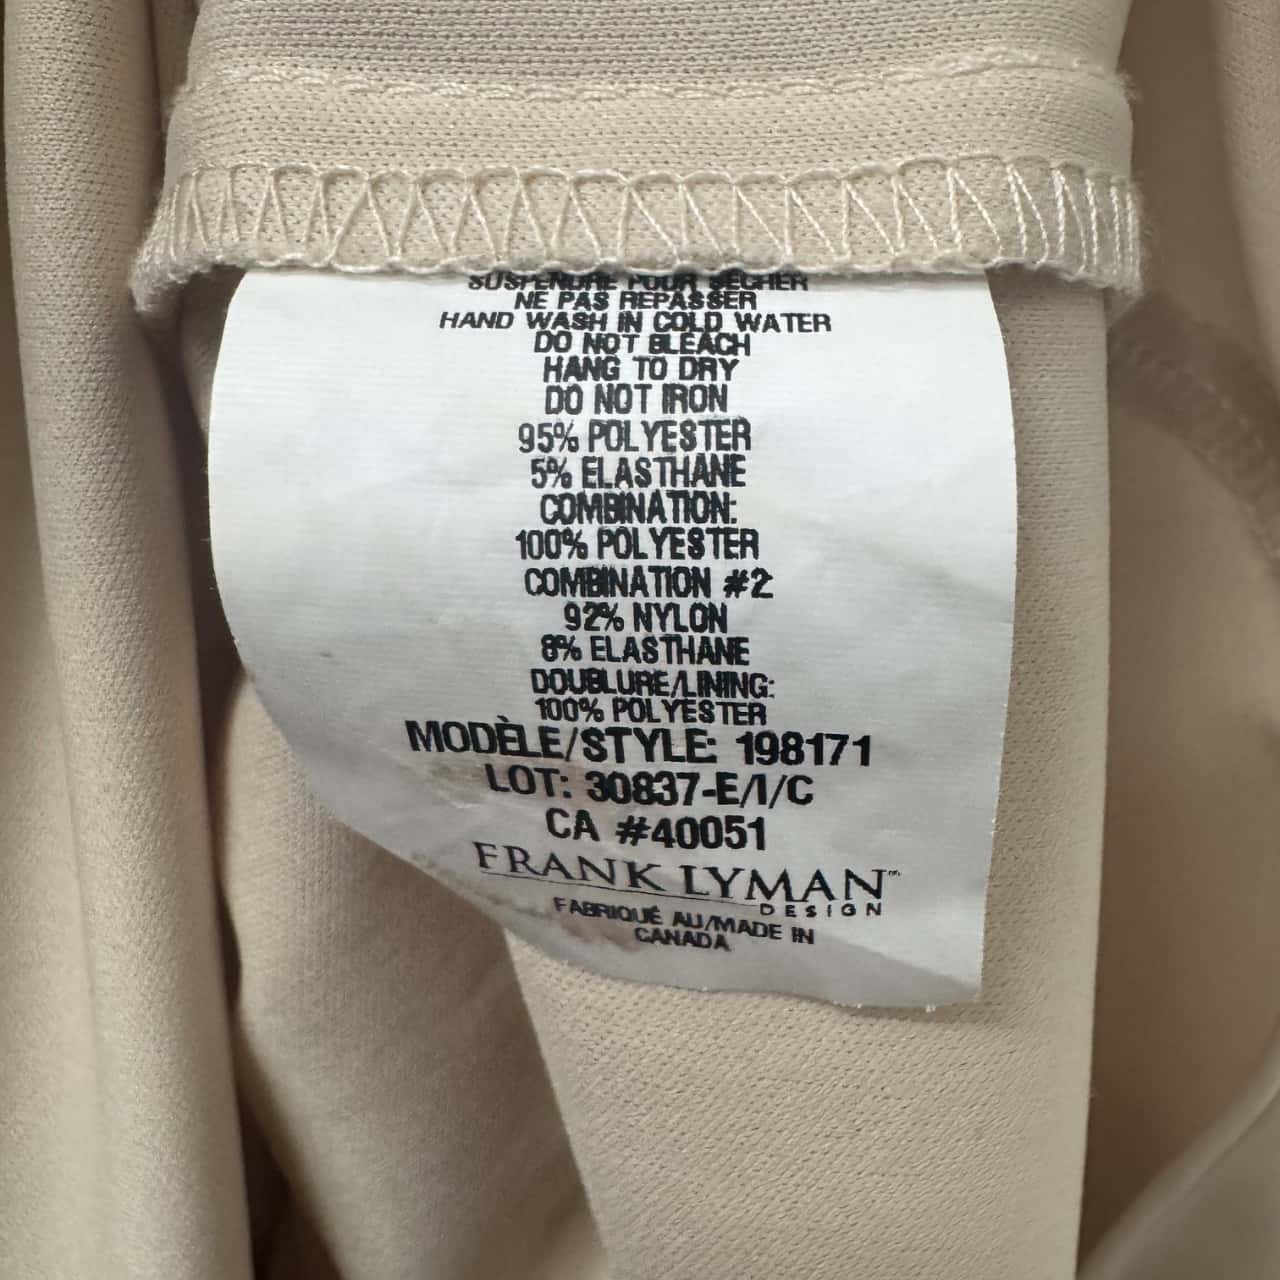 SUSPENDRE POUR SÉCHER
NE PAS REPASSER
HAND WASH IN COLD WATER
DO NOT BLEACH
HANG TO DRY
DO NOT IRON
95% POLYESTER
5% ELASTHANE
COMBINATION:
100% POLYESTER
COMBINATION #2:
92% NYLON
8% ELASTHANE
DOUBLURE/LINING:
100% POLYESTER
MODÈLE/STYLE: 198171
LOT: 30837-E/I/C
CA #40051
FRANK LYMAN™
DESIGN
FABRIQUÉ AU/MADE IN
CANADA